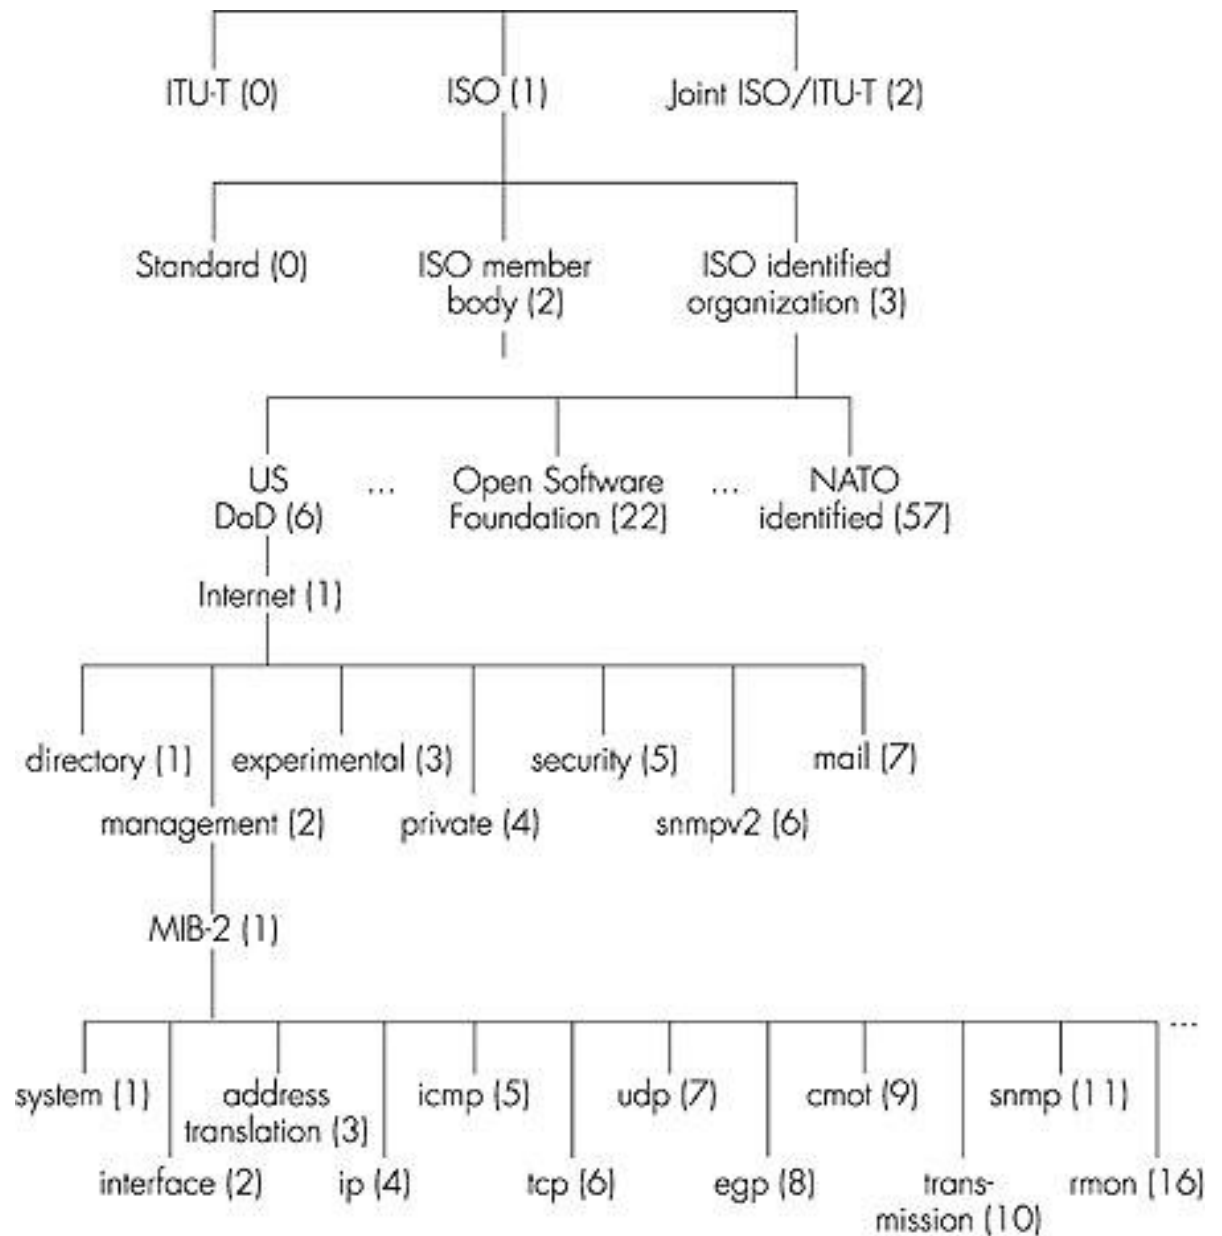 ITU-T (0) ISO (1) Joint ISO/ITU-T (2)
Standard (0) ISO member ISO identified
body (2) organization (3)
US ... Open Software ... NATO
DoD (6) Foundation (22) identified (57)
Internet (1)
directory (1) experimental (3) security (5) mail (7)
management (2) private (4) snmpv2 (6)
MIB-2 (1)
...
system (1) address icmp (5) udp (7) cmot (9) snmp (11)
translation (3)
interface (2) ip (4) tcp (6) egp (8) trans- rmon (16)
mission (10)